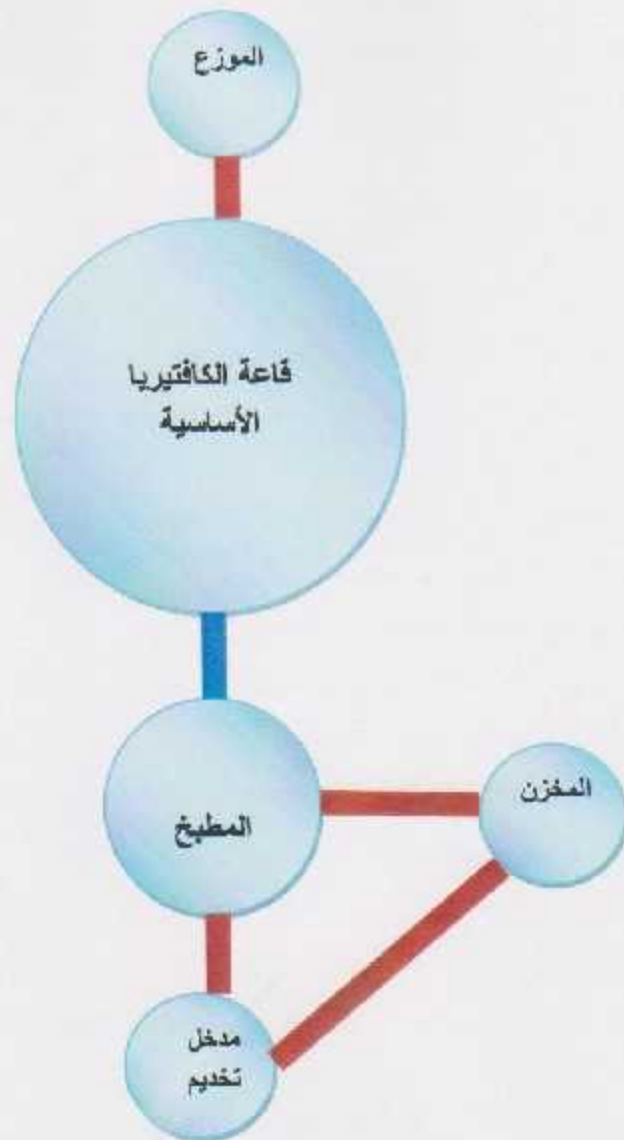 الموزع
قاعة الكافتيريا
الأساسية
المطبخ
المخزن
مدخل
تخديم